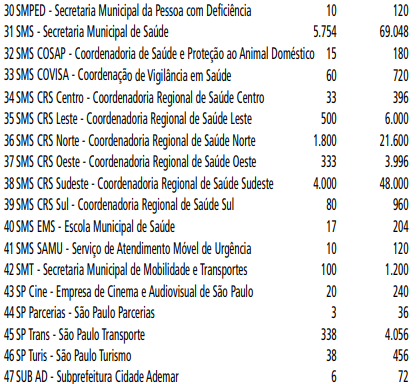 30 SMPED - Secretaria Municipal da Pessoa com Deficiência 10 120
31 SMS - Secretaria Municipal de Saúde 5.754 69.048
32 SMS COSAP - Coordenadoria de Saúde e Proteção ao Animal Doméstico 15 180
33 SMS COVISA - Coordenação de Vigilância em Saúde 60 720
34 SMS CRS Centro - Coordenadoria Regional de Saúde Centro 33 396
35 SMS CRS Leste - Coordenadoria Regional de Saúde Leste 500 6.000
36 SMS CRS Norte - Coordenadoria Regional de Saúde Norte 1.800 21.600
37 SMS CRS Oeste - Coordenadoria Regional de Saúde Oeste 333 3.996
38 SMS CRS Sudeste - Coordenadoria Regional de Saúde Sudeste 4.000 48.000
39 SMS CRS Sul - Coordenadoria Regional de Saúde Sul 80 960
40 SMS EMS - Escola Municipal de Saúde 17 204
41 SMS SAMU - Serviço de Atendimento Móvel de Urgência 10 120
42 SMT - Secretaria Municipal de Mobilidade e Transportes 100 1.200
43 SP Cine - Empresa de Cinema e Audiovisual de São Paulo 20 240
44 SP Parcerias - São Paulo Parcerias 3 36
45 SP Trans - São Paulo Transporte 338 4.056
46 SP Turis - São Paulo Turismo 38 456
47 SUB AD - Subprefeitura Cidade Ademar 6 72